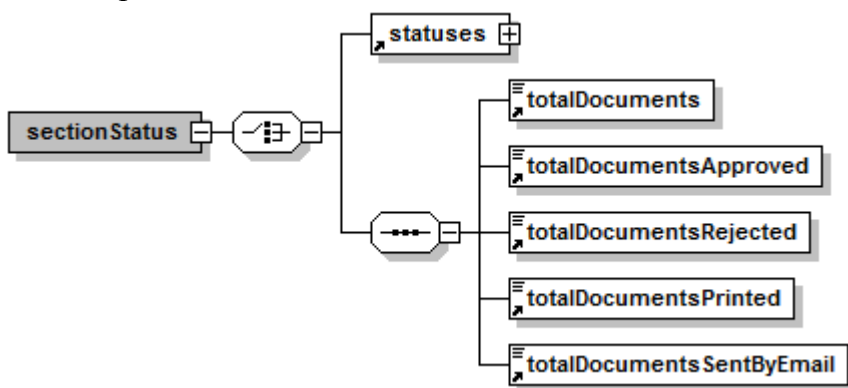 statuses
totalDocuments
sectionStatus
totalDocumentsApproved
totalDocumentsRejected
totalDocumentsPrinted
totalDocumentsSentByEmail